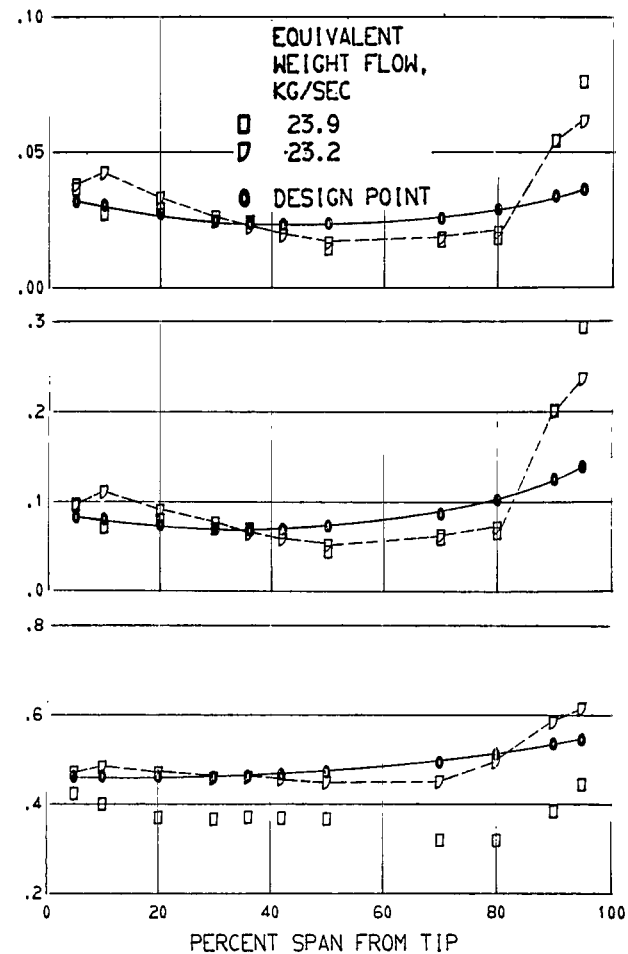 .10
EQUIVALENT
WEIGHT FLOW,
KG/SEC
23.9
23.2
.05
DESIGN POINT
.00
.3
.2
.1
.0
.8
.6
.4
.2
0 20 40 60 80 100
PERCENT SPAN FROM TIP